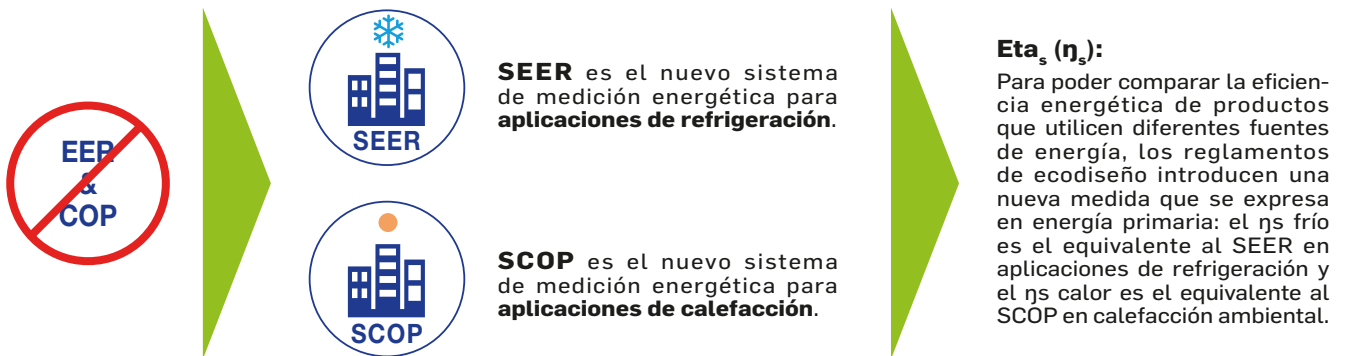 EER
&
COP
SEER
SEER es el nuevo sistema
de medición energética para
aplicaciones de refrigeración.
SCOP
SCOP es el nuevo sistema
de medición energética para
aplicaciones de calefacción.
Etaₛ (ŋₛ):
Para poder comparar la eficien-
cia energética de productos
que utilicen diferentes fuentes
de energía, los reglamentos
de ecodiseño introducen una
nueva medida que se expresa
en energía primaria: el ŋs frío
es el equivalente al SEER en
aplicaciones de refrigeración y
el ŋs calor es el equivalente al
SCOP en calefacción ambiental.